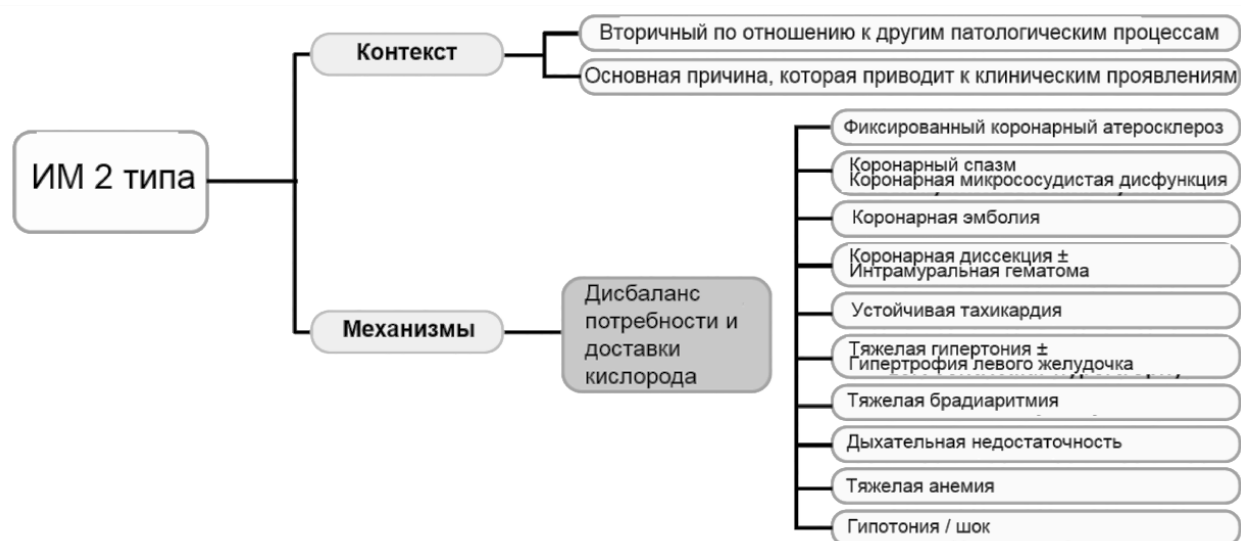 Контекст
Вторичный по отношению к другим патологическим процессам
Основная причина, которая приводит к клиническим проявлениям
ИМ 2 типа
Механизмы
Дисбаланс
потребности и
доставки
кислорода
Фиксированный коронарный атеросклероз
Коронарный спазм
Коронарная микрососудистая дисфункция
Коронарная эмболия
Коронарная диссекция ±
Интрамуральная гематома
Устойчивая тахикардия
Тяжелая гипертония ±
Гипертрофия левого желудочка
Тяжелая брадиаритмия
Дыхательная недостаточность
Тяжелая анемия
Гипотония / шок